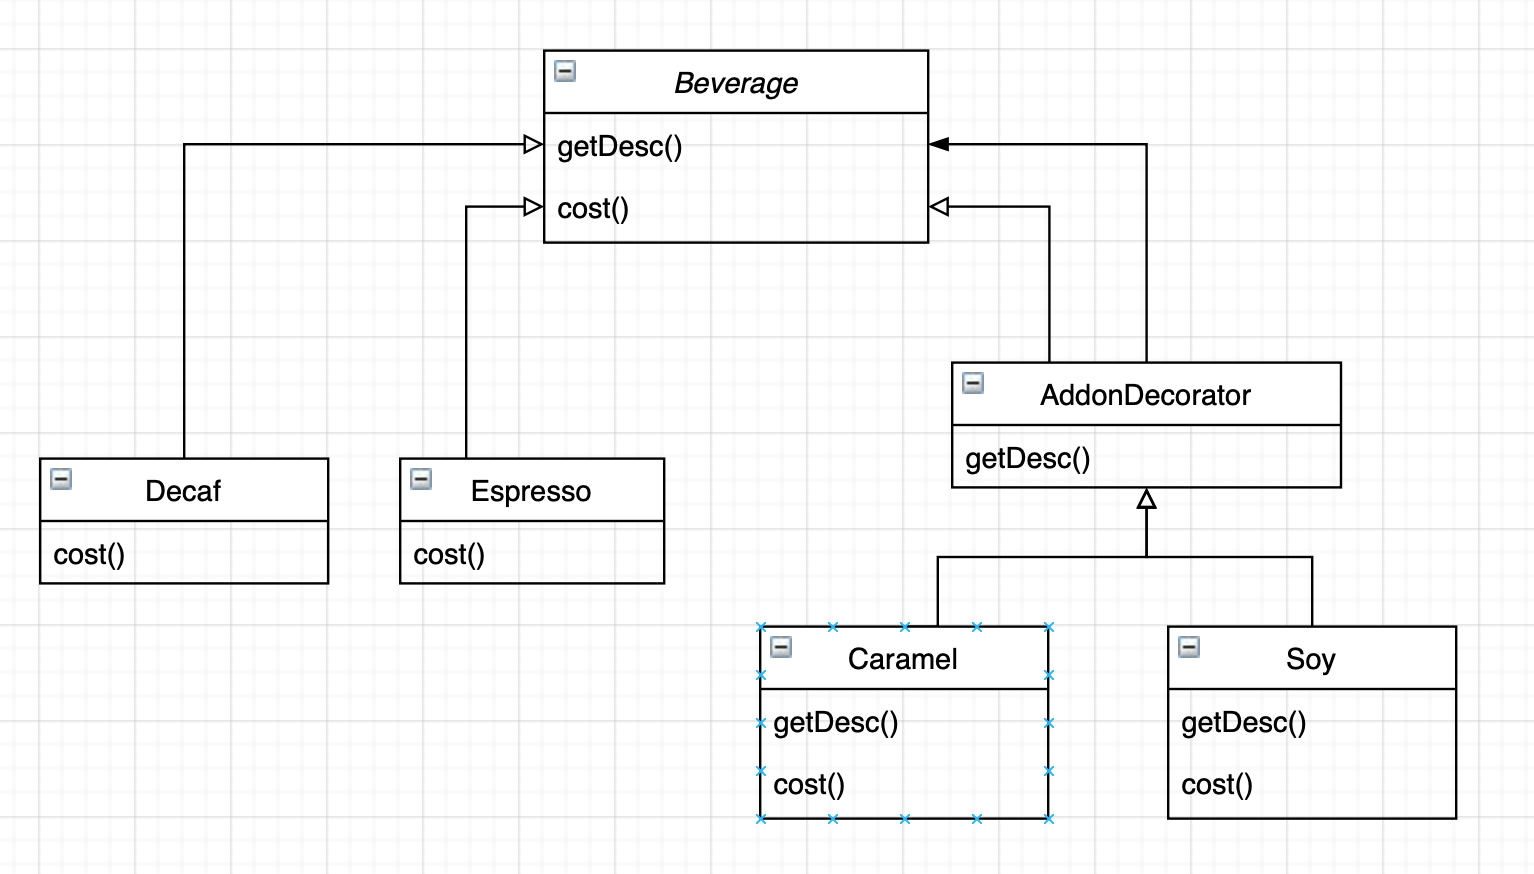 Beverage
getDesc()
cost()
AddonDecorator
getDesc()
Decaf
cost()
Espresso
cost()
Caramel
getDesc()
cost()
Soy
getDesc()
cost()